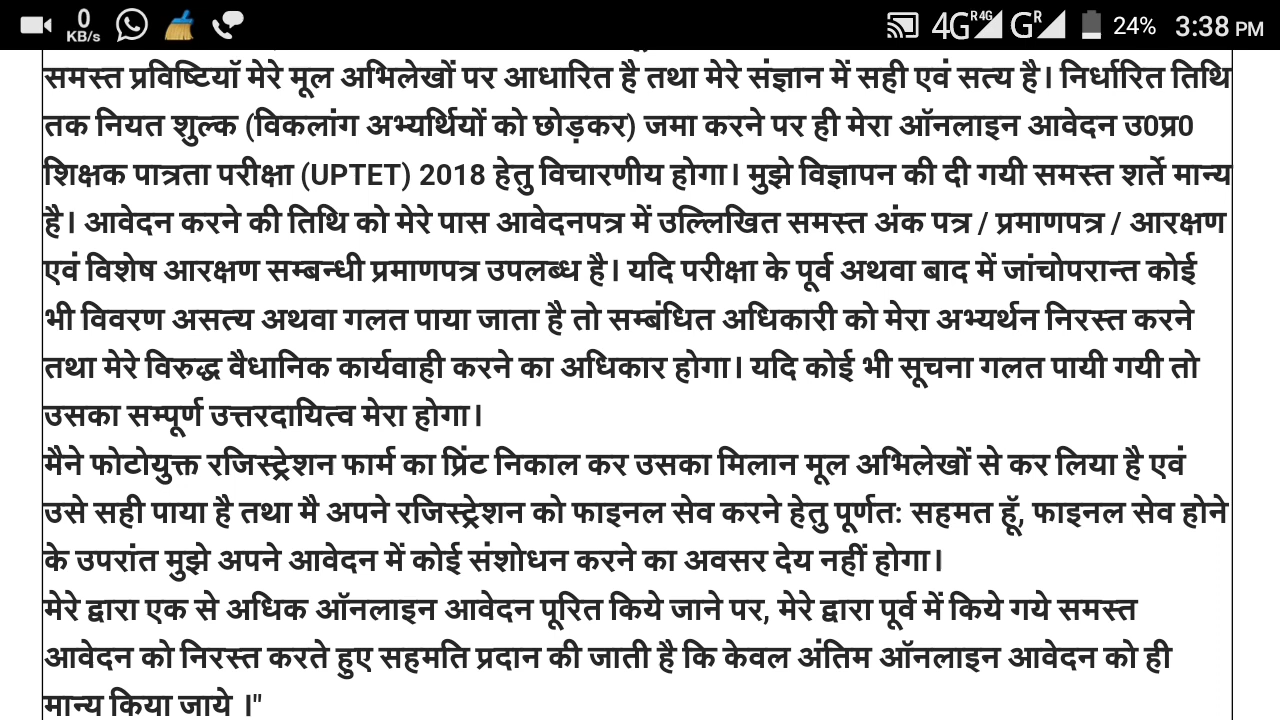 0
KB/s
4G R4G G R 24% 3:38 PM
समस्त प्रविष्टियॉ मेरे मूल अभिलेखों पर आधारित है तथा मेरे संज्ञान में सही एवं सत्य है। निर्धारित तिथि
तक नियत शुल्क (विकलांग अभ्यर्थियों को छोड़कर) जमा करने पर ही मेरा ऑनलाइन आवेदन उ0प्र0
शिक्षक पात्रता परीक्षा (UPTET) 2018 हेतु विचारणीय होगा। मुझे विज्ञापन की दी गयी समस्त शर्ते मान्य
है। आवेदन करने की तिथि को मेरे पास आवेदनपत्र में उल्लिखित समस्त अंक पत्र / प्रमाणपत्र / आरक्षण
एवं विशेष आरक्षण सम्बन्धी प्रमाणपत्र उपलब्ध है। यदि परीक्षा के पूर्व अथवा बाद में जांचोपरान्त कोई
भी विवरण असत्य अथवा गलत पाया जाता है तो सम्बंधित अधिकारी को मेरा अभ्यर्थन निरस्त करने
तथा मेरे विरुद्ध वैधानिक कार्यवाही करने का अधिकार होगा। यदि कोई भी सूचना गलत पायी गयी तो
उसका सम्पूर्ण उत्तरदायित्व मेरा होगा।
मैने फोटोयुक्त रजिस्ट्रेशन फार्म का प्रिंट निकाल कर उसका मिलान मूल अभिलेखों से कर लिया है एवं
उसे सही पाया है तथा मै अपने रजिस्ट्रेशन को फाइनल सेव करने हेतु पूर्णतः सहमत हूॅ, फाइनल सेव होने
के उपरांत मुझे अपने आवेदन में कोई संशोधन करने का अवसर देय नहीं होगा।
मेरे द्वारा एक से अधिक ऑनलाइन आवेदन पूरित किये जाने पर, मेरे द्वारा पूर्व में किये गये समस्त
आवेदन को निरस्त करते हुए सहमति प्रदान की जाती है कि केवल अंतिम ऑनलाइन आवेदन को ही
मान्य किया जाये ।"